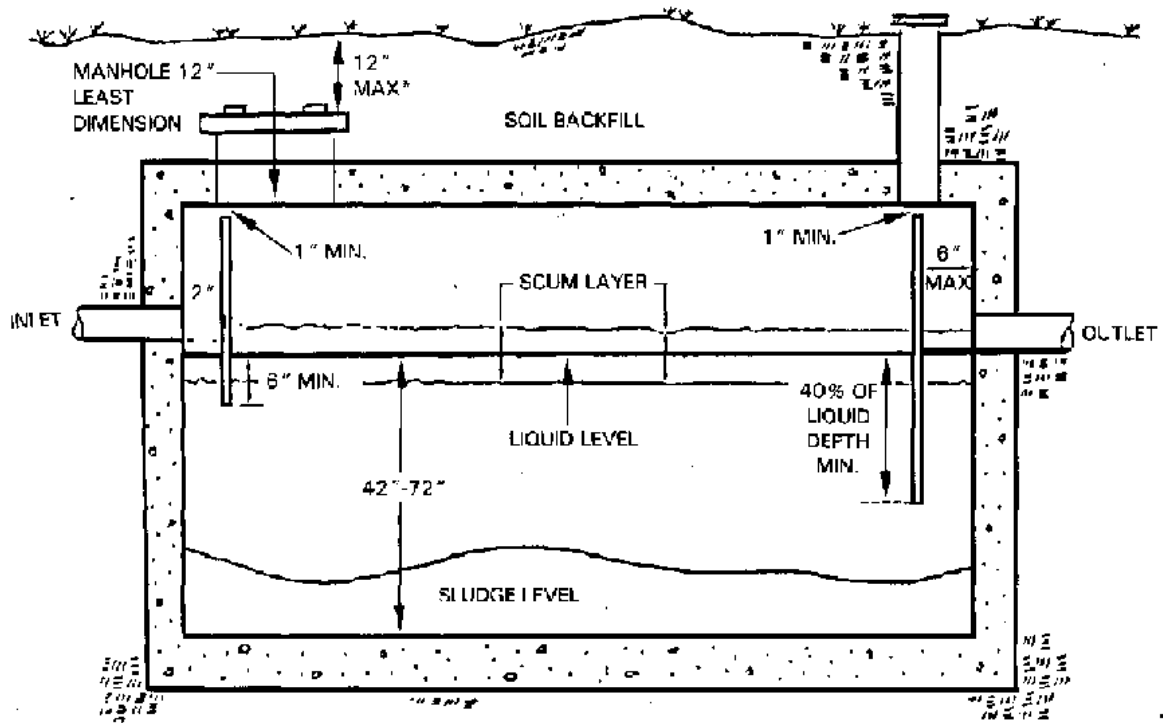 MANHOLE 12"
LEAST
DIMENSION
12"
MAX*
SOIL BACKFILL
1" MIN.
1" MIN.
6"
MAX
2"
SCUM LAYER
INLET
OUTLET
6" MIN.
40% OF
LIQUID
DEPTH
MIN.
LIQUID LEVEL
42"-72"
SLUDGE LEVEL